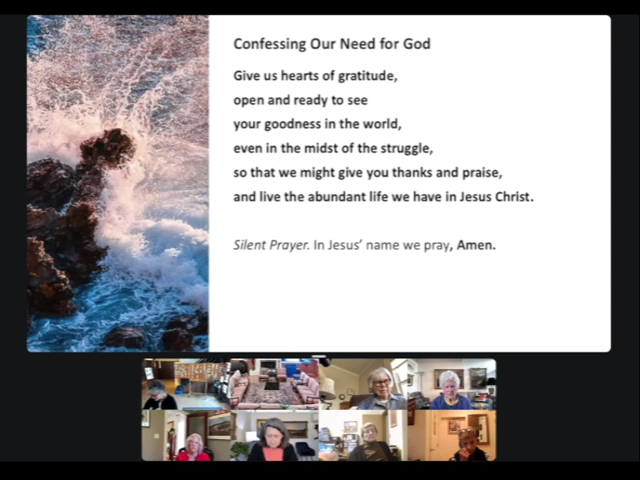 Confessing Our Need for God
Give us hearts of gratitude,
open and ready to see
your goodness in the world,
even in the midst of the struggle,
so that we might give you thanks and praise,
and live the abundant life we have in Jesus Christ.
Silent Prayer. In Jesus’ name we pray, Amen.